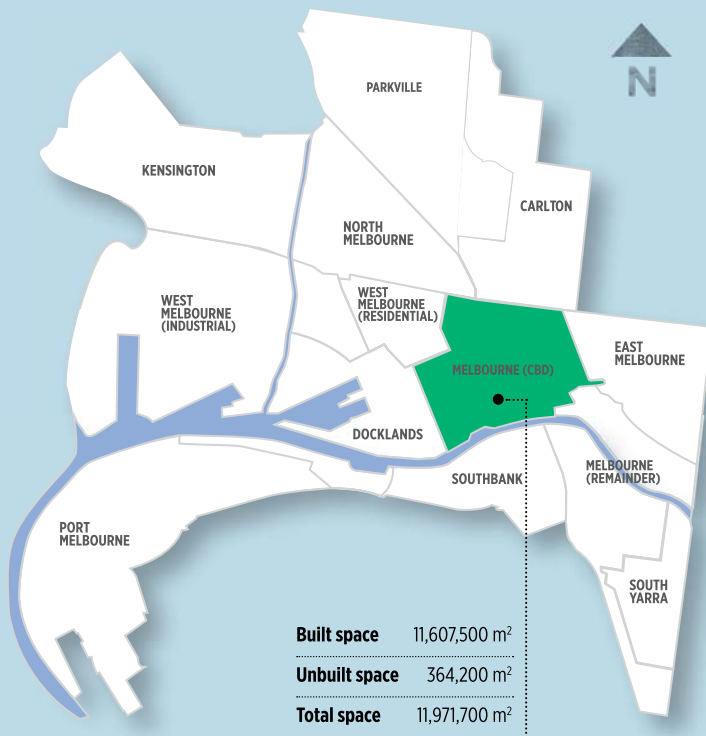 N
PARKVILLE
KENSINGTON
CARLTON
NORTH
MELBOURNE
WEST
MELBOURNE
(INDUSTRIAL)
WEST
MELBOURNE
(RESIDENTIAL)
EAST
MELBOURNE
MELBOURNE (CBD)
DOCKLANDS
SOUTHBANK
MELBOURNE
(REMAINDER)
PORT
MELBOURNE
SOUTH
YARRA
Built space 11,607,500 m²
Unbuilt space 364,200 m²
Total space 11,971,700 m²